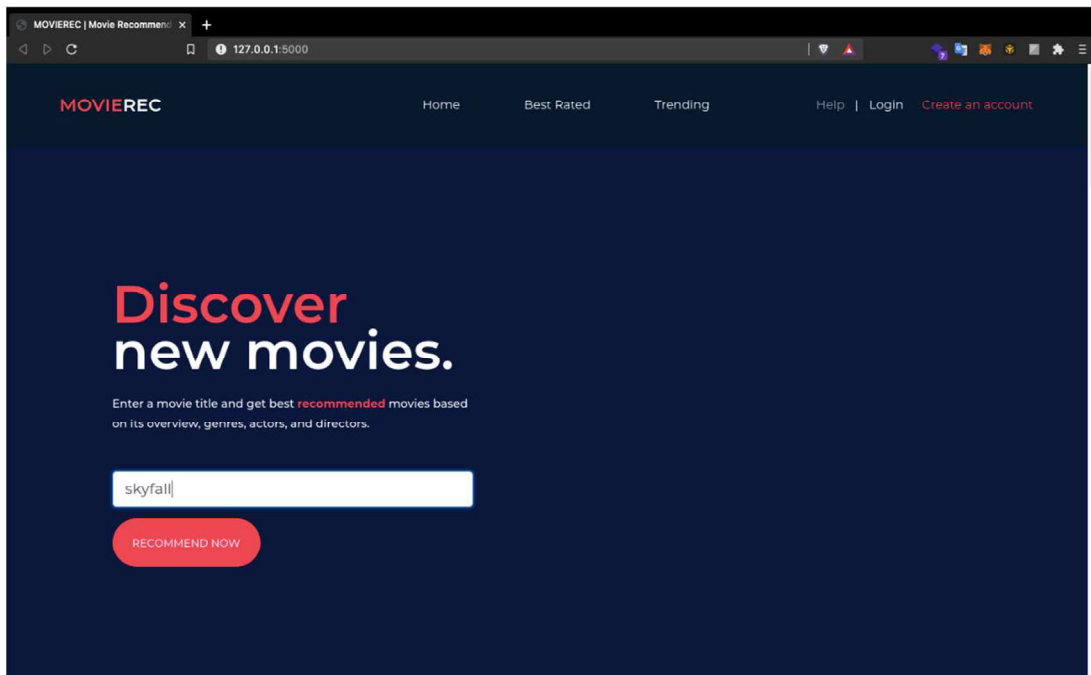 MOVIEREC | Movie Recommend
127.0.0.1:5000
7
MOVIEREC Home Best Rated Trending Help | Login Create an account
Discover
new movies.
Enter a movie title and get best recommended movies based
on its overview, genres, actors, and directors.
skyfall
RECOMMEND NOW